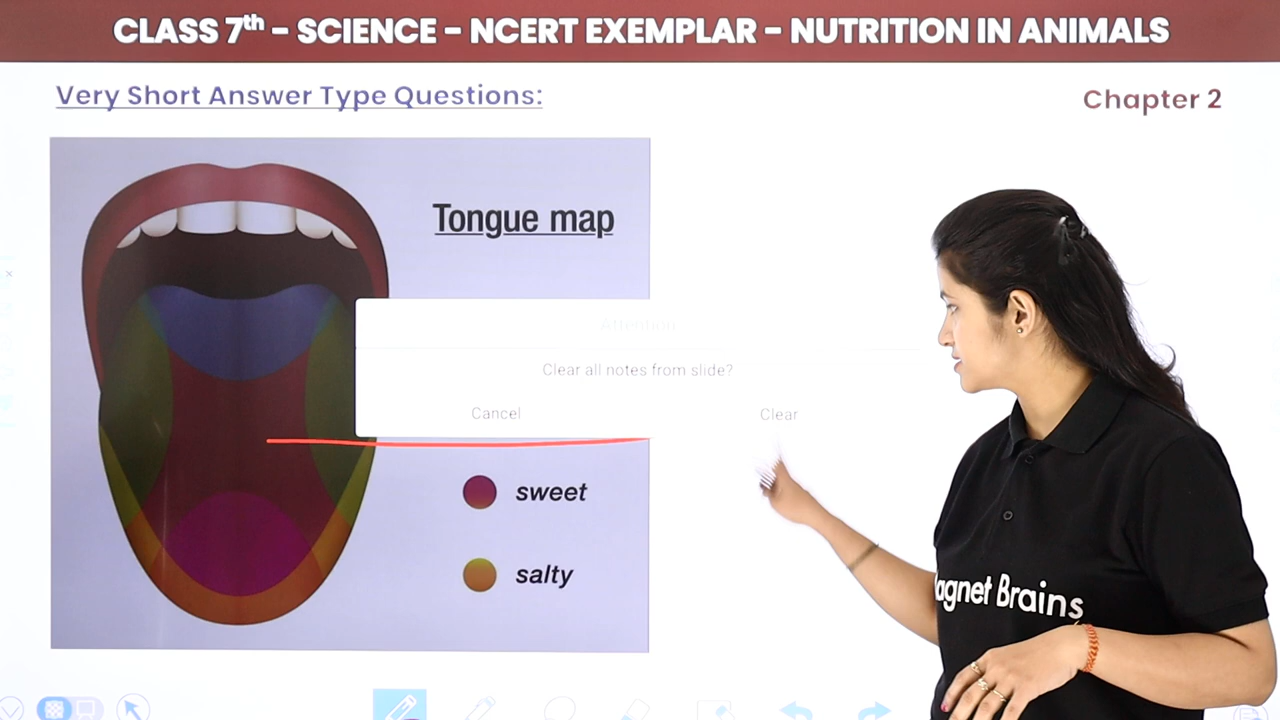 CLASS 7th – SCIENCE – NCERT EXEMPLAR – NUTRITION IN ANIMALS
Very Short Answer Type Questions:
Chapter 2
Tongue map
Attention
Clear all notes from slide?
Cancel
Clear
sweet
salty
agnet Brains